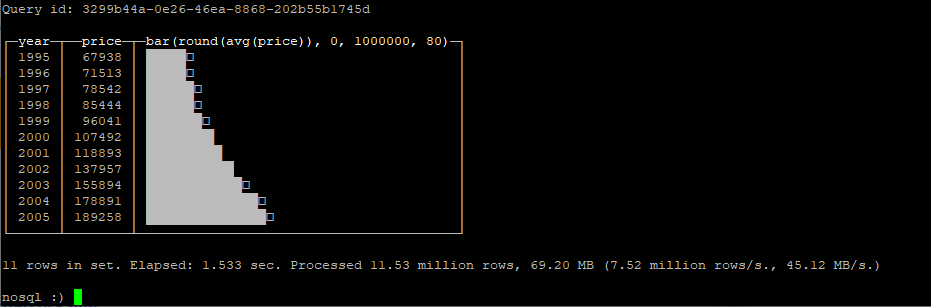 Query id: 3299b44a-0e26-46ea-8868-202b55b1745d
year price bar(round(avg(price)), 0, 1000000, 80)
1995 67938
1996 71513
1997 78542
1998 85444
1999 96041
2000 107492
2001 118893
2002 137957
2003 155894
2004 178891
2005 189258
11 rows in set. Elapsed: 1.533 sec. Processed 11.53 million rows, 69.20 MB (7.52 million rows/s., 45.12 MB/s.)
nosql :)